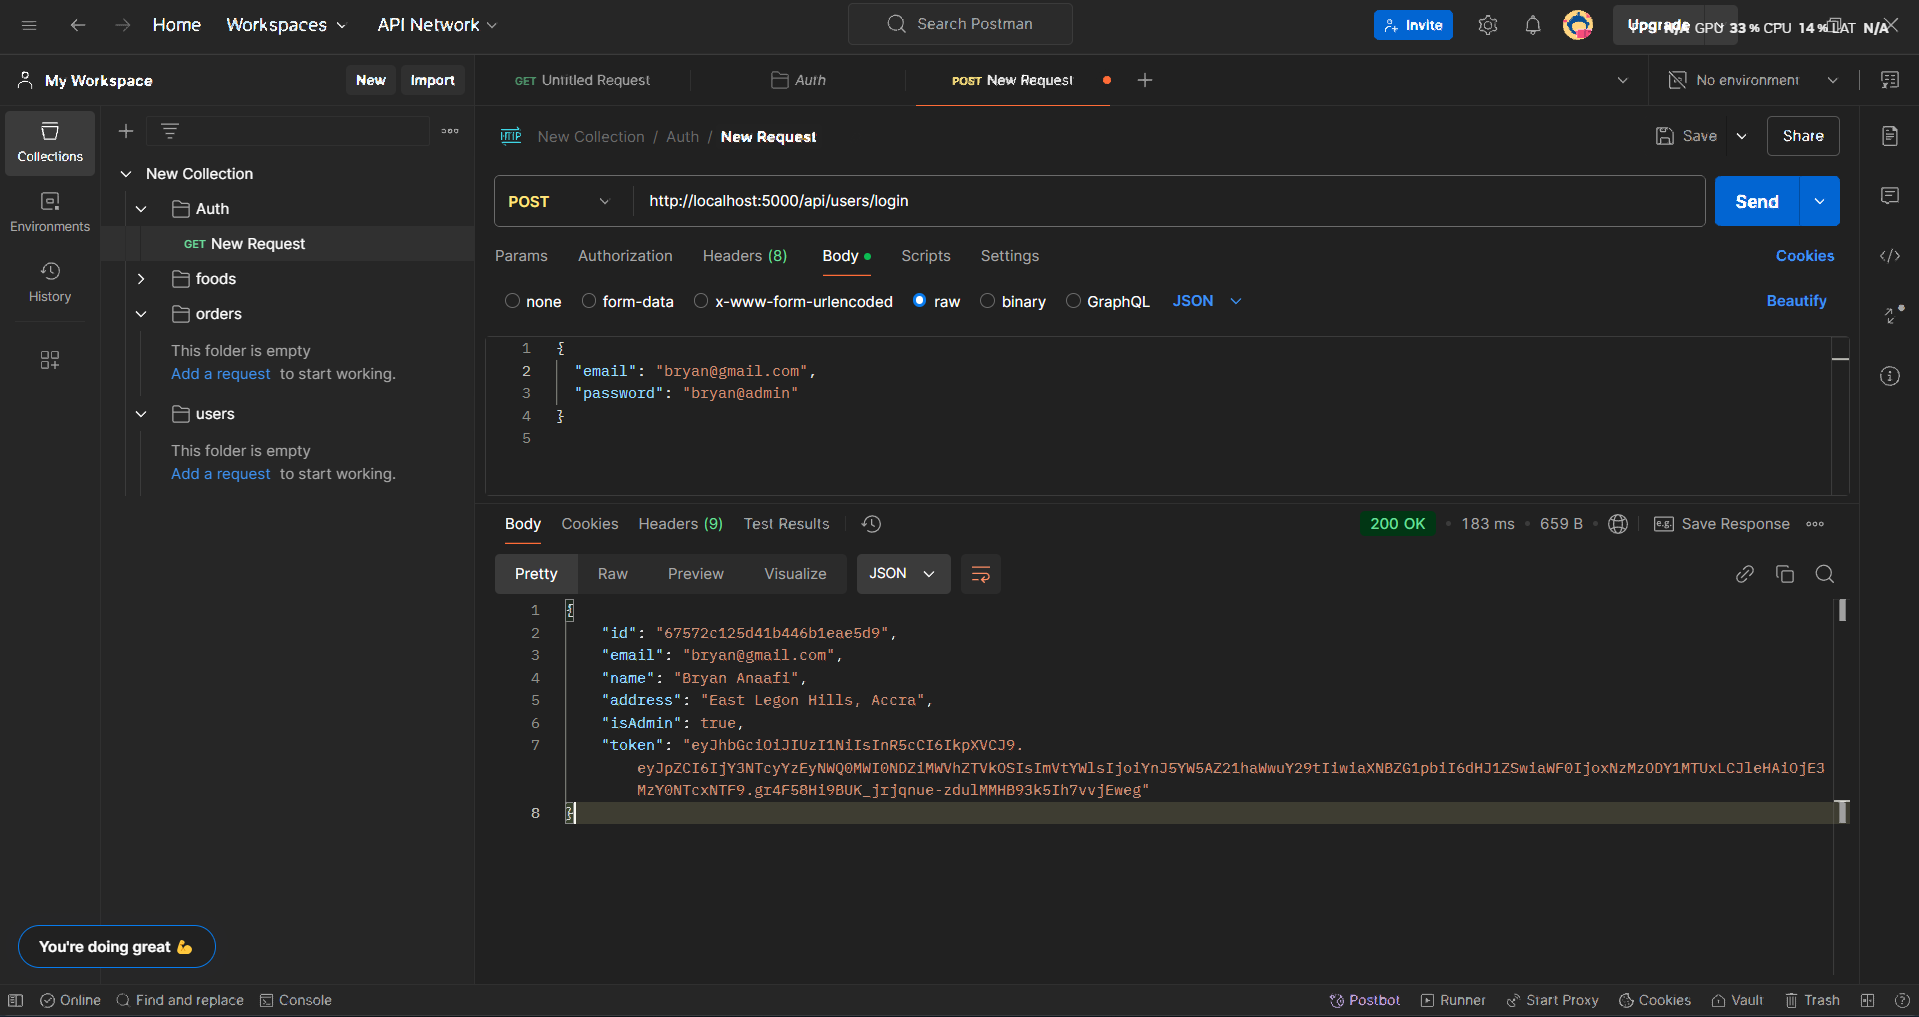 Home Workspaces API Network Search Postman Invite Upgrade GPU 33 % CPU 14 % LAT N/A
My Workspace New Import GET Untitled Request Auth POST New Request No environment
Collections
Environments
History
New Collection
Auth
GET New Request
foods
orders
This folder is empty
Add a request to start working.
users
This folder is empty
Add a request to start working.
You're doing great 💪
HTTP New Collection / Auth / New Request Save Share
POST http://localhost:5000/api/users/login Send
Params Authorization Headers (8) Body Scripts Settings Cookies
none form-data x-www-form-urlencoded raw binary GraphQL JSON Beautify
1 {
2 "email": "bryan@gmail.com",
3 "password": "bryan@admin"
4 }
5
Body Cookies Headers (9) Test Results 200 OK 183 ms 659 B e.g. Save Response
Pretty Raw Preview Visualize JSON
1 {
2 "id": "67572c125d41b446b1eae5d9",
3 "email": "bryan@gmail.com",
4 "name": "Bryan Anaafi",
5 "address": "East Legon Hills, Accra",
6 "isAdmin": true,
7 "token": "eyJhbGciOiJIUzI1NiIsInR5cCI6IkpXVCJ9.
eyJpZCI6IjY3NTcyYzEyNWQ0MWI0NDZiMWVhZTVkOSIsImVtYWlsIjoiYnJ5YW5AZ21haWwuY29tIiwiaXNBZG1pbiI6dHJ1ZSwiaWF0IjoxNzMzODY1MTUxLCJleHAiOjE3
MzY0NTcxNTF9.gr4F58Hi9BUK_jrjqnue-zdulMMHB93k5Ih7vvjEweg"
8 }
Online Find and replace Console Postbot Runner Start Proxy Cookies Vault Trash